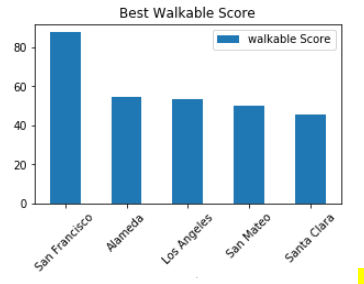 Best Walkable Score
walkable Score
80
60
40
20
0
San Francisco
Alameda
Los Angeles
San Mateo
Santa Clara